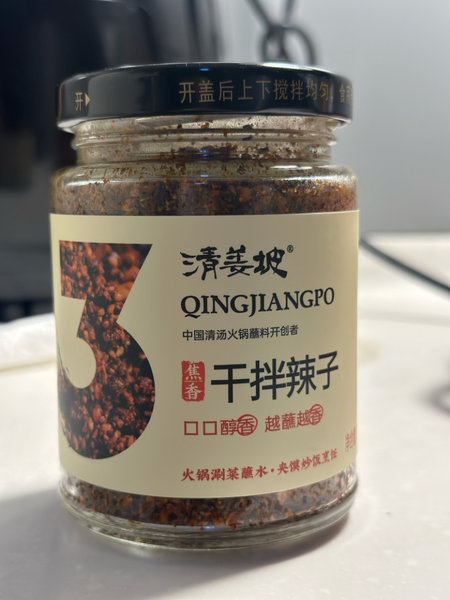 开▶
开盖后上下搅拌均匀
3
清姜坡®
QINGJIANGPO
中国清汤火锅蘸料开创者
焦香
干拌辣子
口口醇香 越蘸越香
火锅涮菜蘸水·夹馍炒饭烹饪